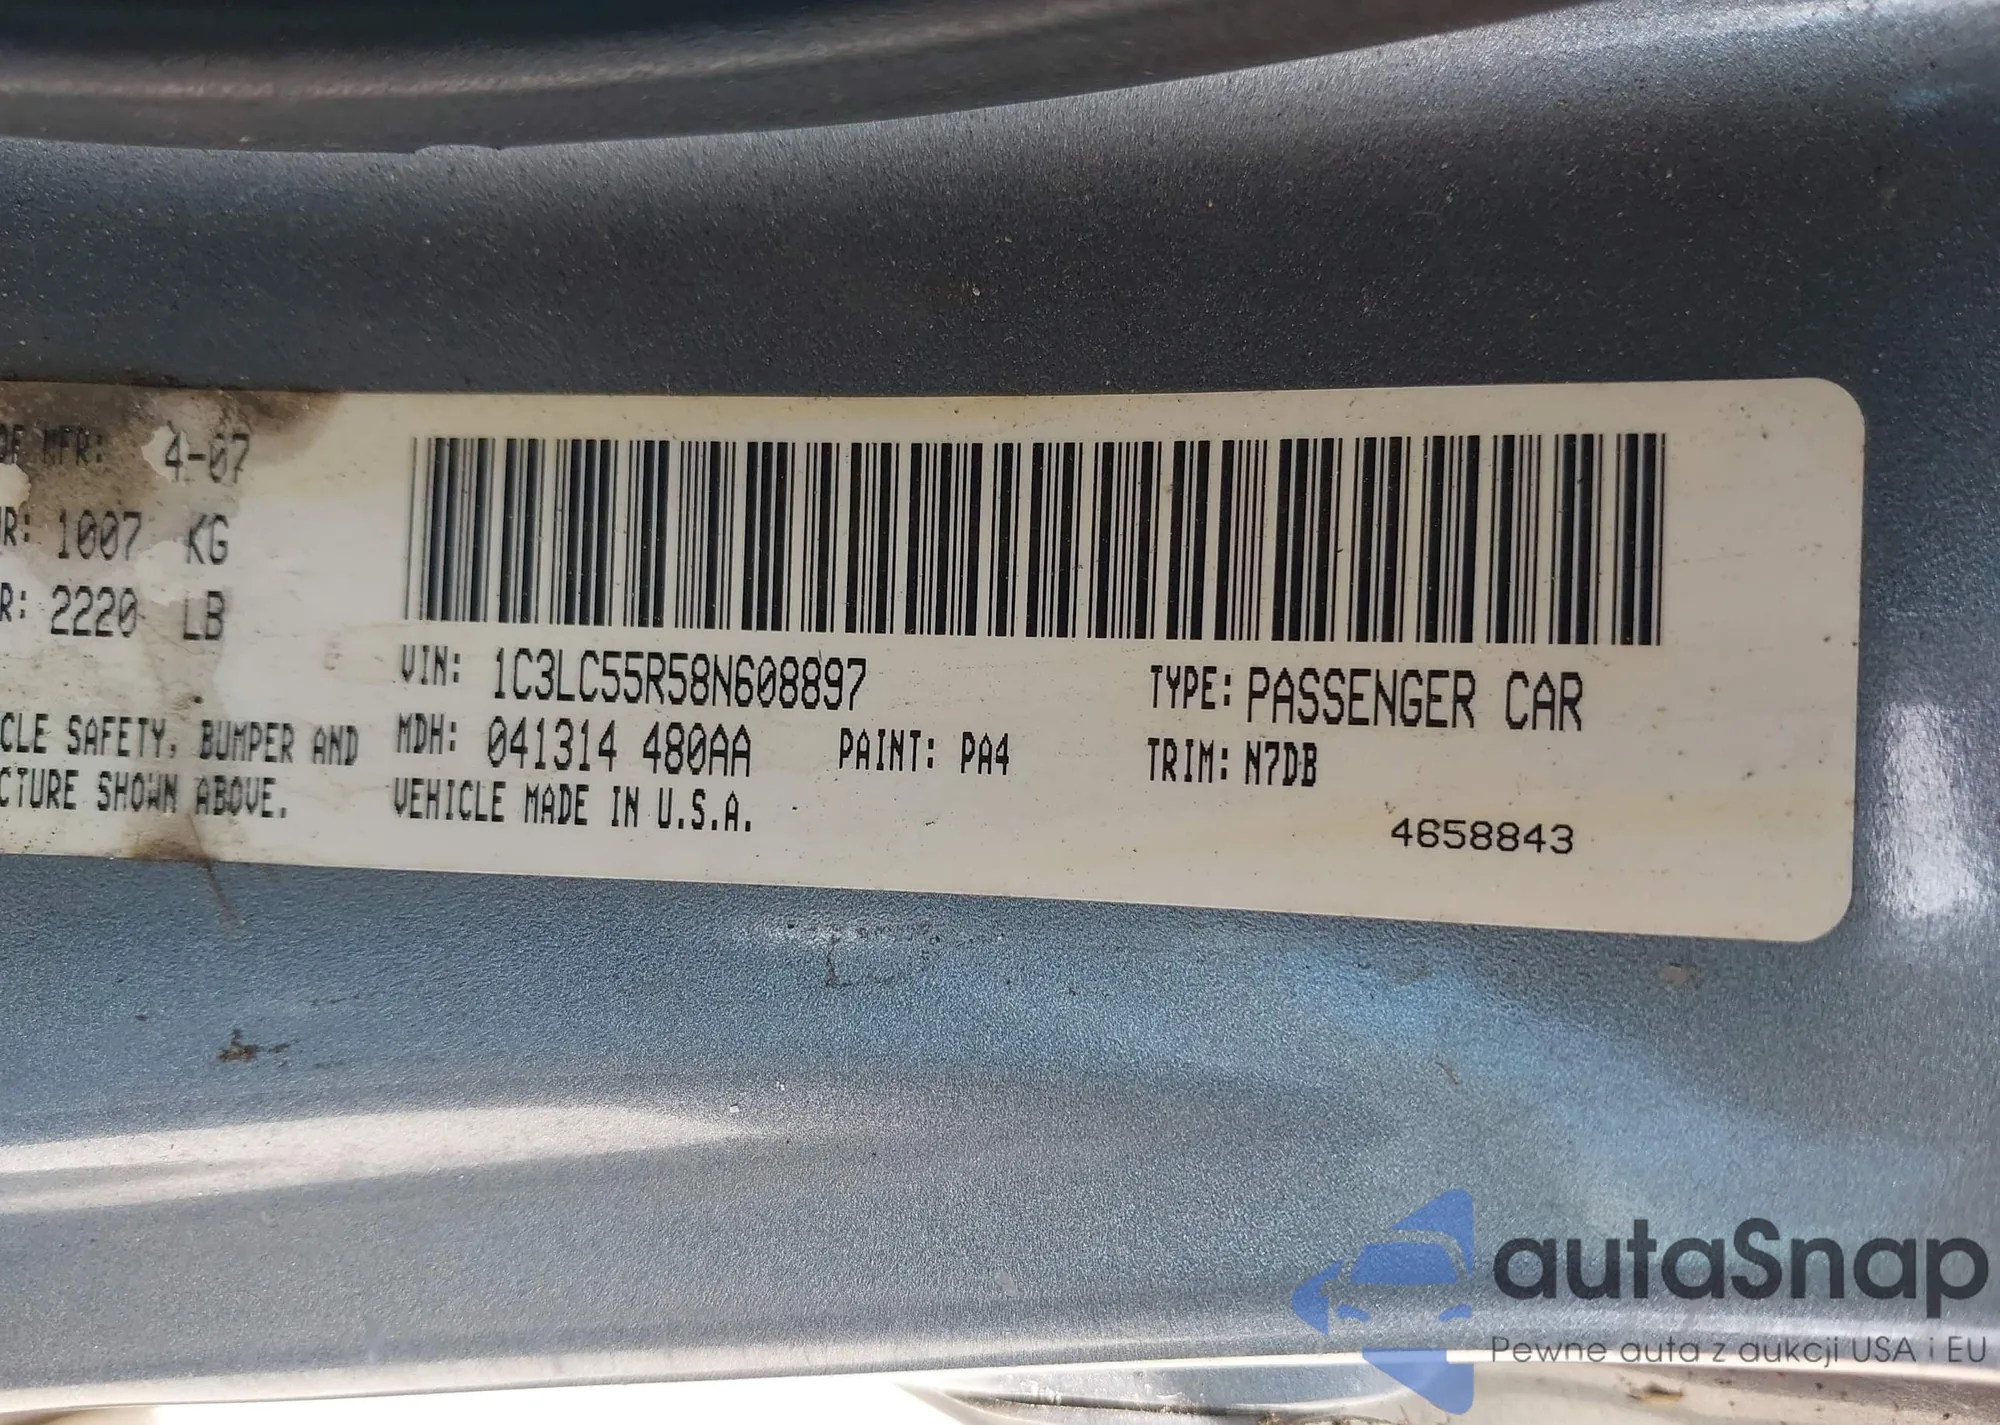 OF MFR: 4-07
R: 1007 KG
R: 2220 LB
VIN: 1C3LC55R58N608897
TYPE: PASSENGER CAR
CLE SAFETY, BUMPER AND
MDH: 041314 480AA
PAINT: PA4
TRIM: N7DB
CTURE SHOWN ABOVE.
VEHICLE MADE IN U.S.A.
4658843
autaSnap
Pewne auta z aukcji USA i EU